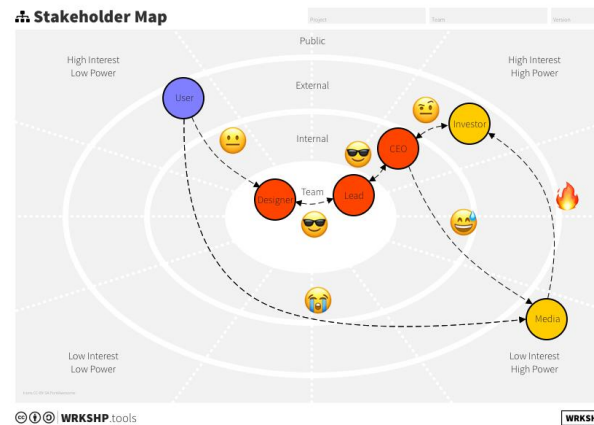 Stakeholder Map
Project
Team
Version
Public
High Interest
Low Power
High Interest
High Power
External
User
Internal
Investor
CEO
Team
Designer
Lead
Media
Low Interest
Low Power
Low Interest
High Power
WRKSHP.tools
WRKSH